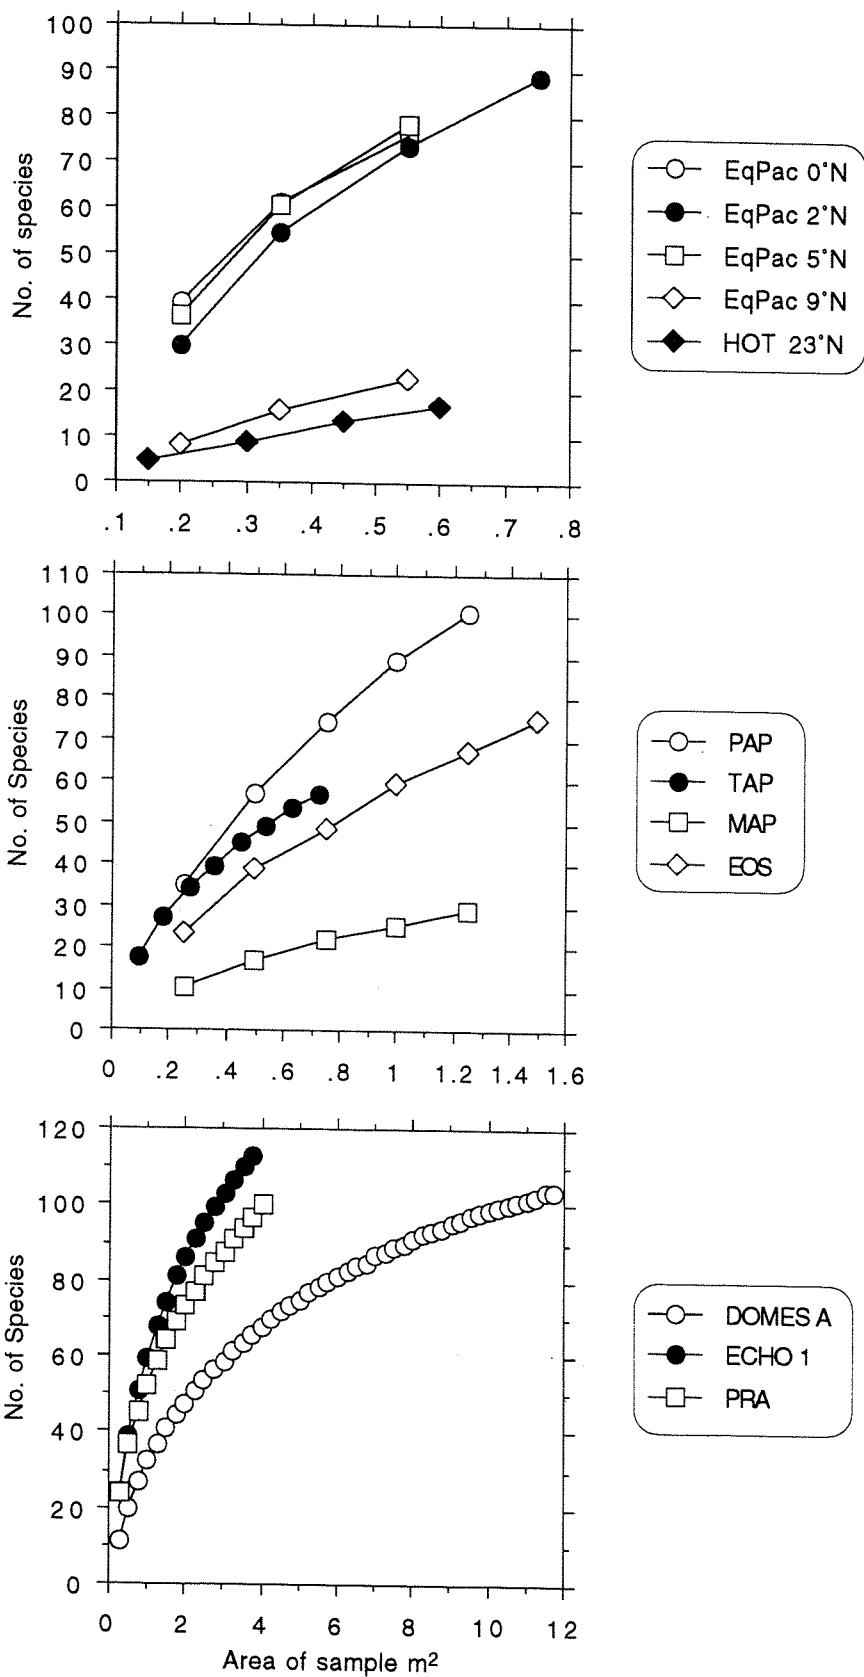 100
90
80
70
60
50
40
30
20
10
0
No. of species
.1 .2 .3 .4 .5 .6 .7 .8
EqPac 0°N
EqPac 2°N
EqPac 5°N
EqPac 9°N
HOT 23°N
110
100
90
80
70
60
50
40
30
20
10
0
No. of Species
0 .2 .4 .6 .8 1 1.2 1.4 1.6
PAP
TAP
MAP
EOS
120
100
80
60
40
20
0
No. of Species
0 2 4 6 8 10 12
Area of sample m²
DOMES A
ECHO 1
PRA